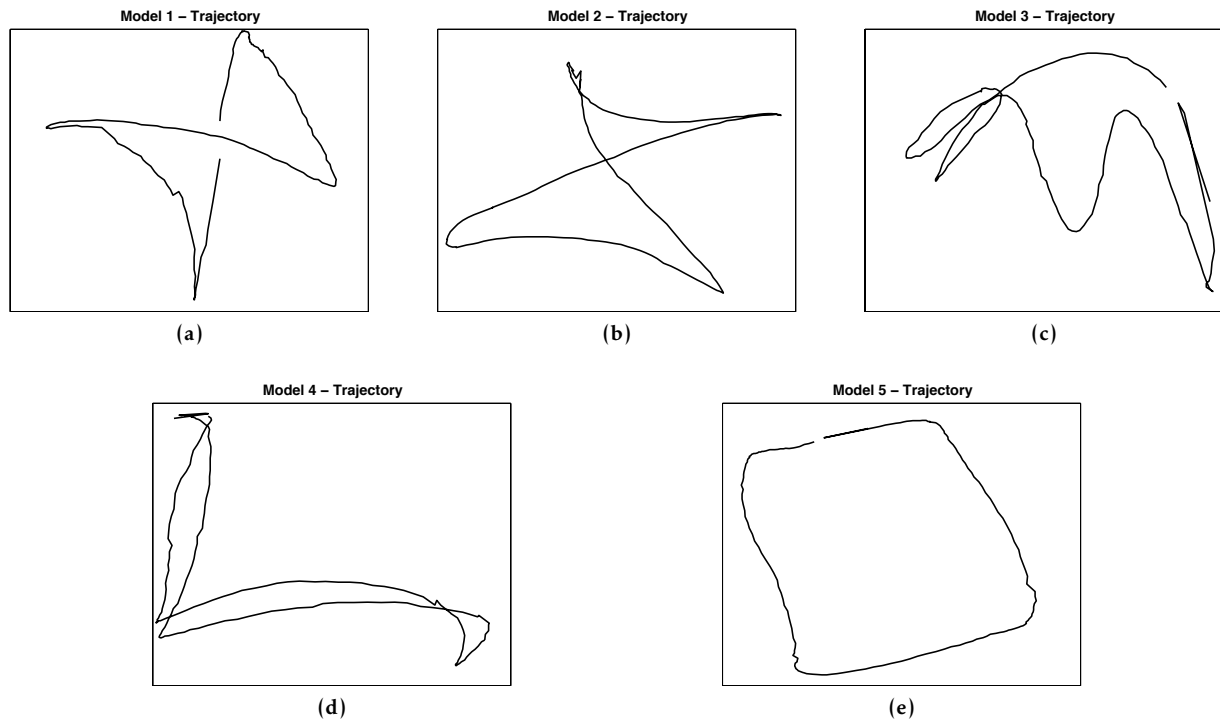 Model 1 – Trajectory
Model 2 – Trajectory
Model 3 – Trajectory
(a)
(b)
(c)
Model 4 – Trajectory
Model 5 – Trajectory
(d)
(e)